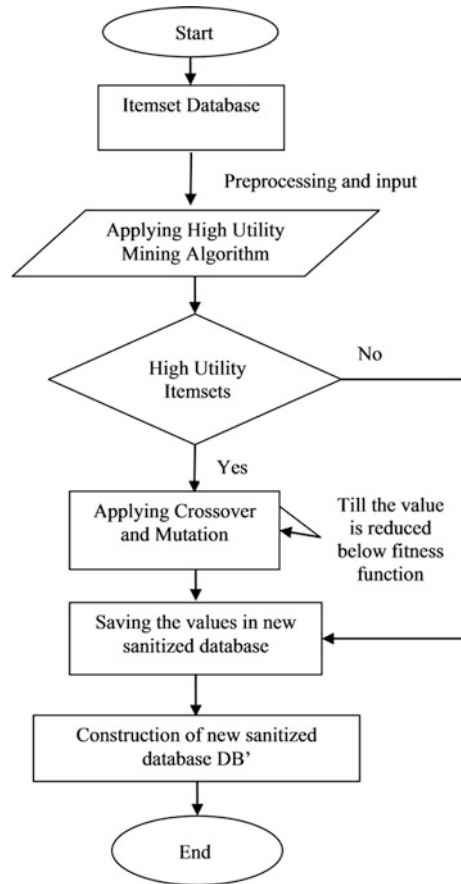 Start
Itemset Database
Preprocessing and input
Applying High Utility
Mining Algorithm
No
High Utility
Itemsets
Yes
Applying Crossover
and Mutation
Till the value
is reduced
below fitness
function
Saving the values in new
sanitized database
Construction of new sanitized
database DB’
End